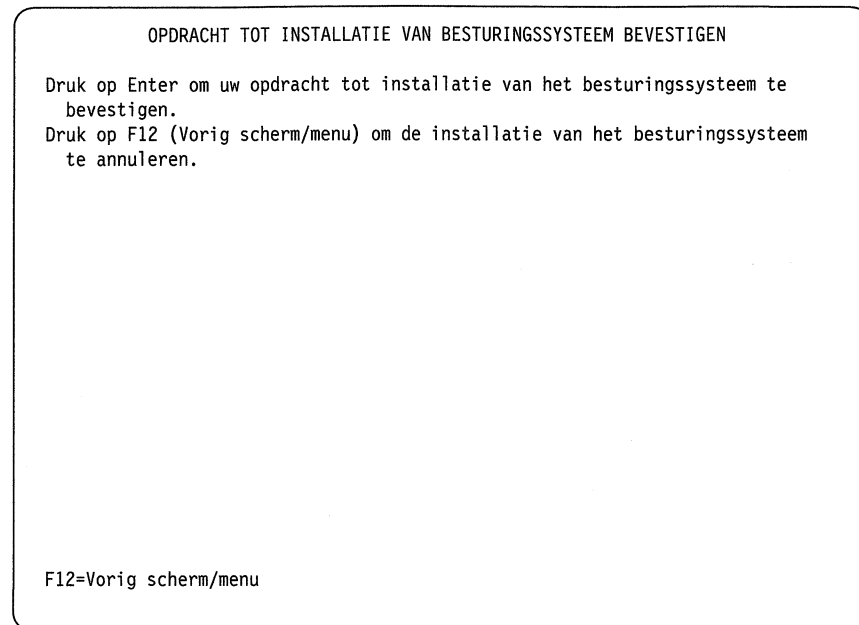 OPDRACHT TOT INSTALLATIE VAN BESTURINGSSYSTEEM BEVESTIGEN
Druk op Enter om uw opdracht tot installatie van het besturingssysteem te
bevestigen.
Druk op F12 (Vorig scherm/menu) om de installatie van het besturingssysteem
te annuleren.
F12=Vorig scherm/menu